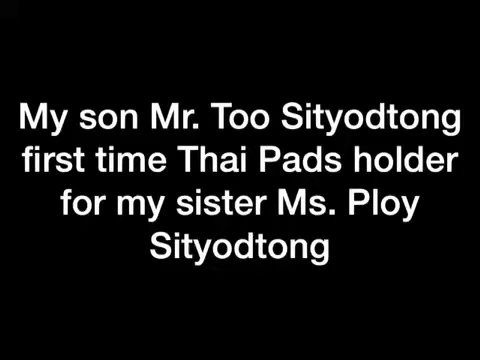 My son Mr. Too Sityodtong
first time Thai Pads holder
for my sister Ms. Ploy
Sityodtong